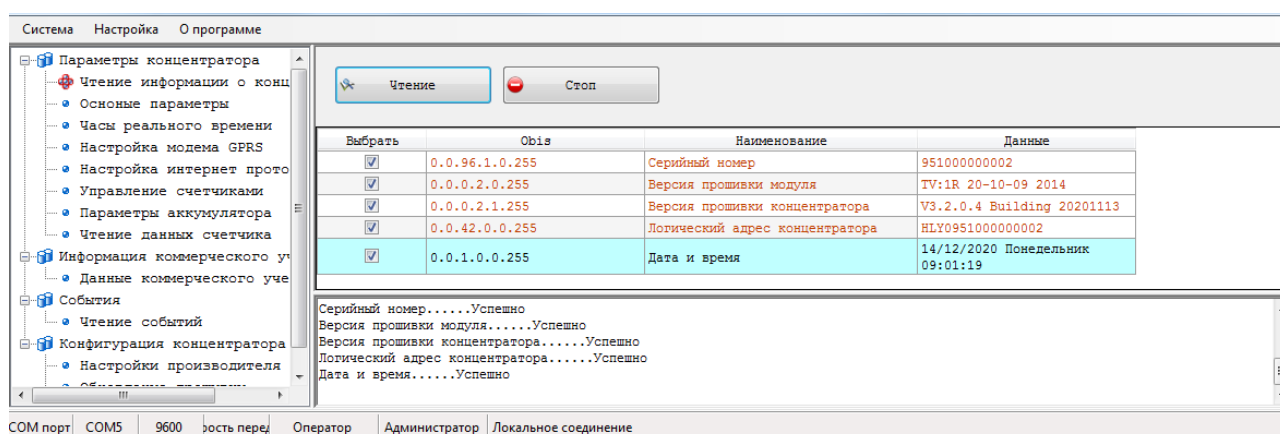 Система Настройка О программе
Параметры концентратора
Чтение информации о конц
Основые параметры
Часы реального времени
Настройка модема GPRS
Настройка интернет прото
Управление счетчиками
Параметры аккумулятора
Чтение данных счетчика
Информация коммерческого уч
Данные коммерческого уче
События
Чтение событий
Конфигурация концентратора
Настройки производителя
Чтение Стоп
Выбрать Obis Наименование Данные
0.0.96.1.0.255 Серийный номер 951000000002
0.0.0.2.0.255 Версия прошивки модуля TV:1R 20-10-09 2014
0.0.0.2.1.255 Версия прошивки концентратора V3.2.0.4 Building 20201113
0.0.42.0.0.255 Логический адрес концентратора HLY0951000000002
0.0.1.0.0.255 Дата и время 14/12/2020 Понедельник
09:01:19
Серийный номер......Успешно
Версия прошивки модуля......Успешно
Версия прошивки концентратора......Успешно
Логический адрес концентратора......Успешно
Дата и время......Успешно
COM порт COM5 9600 рость перед Оператор Администратор Локальное соединение